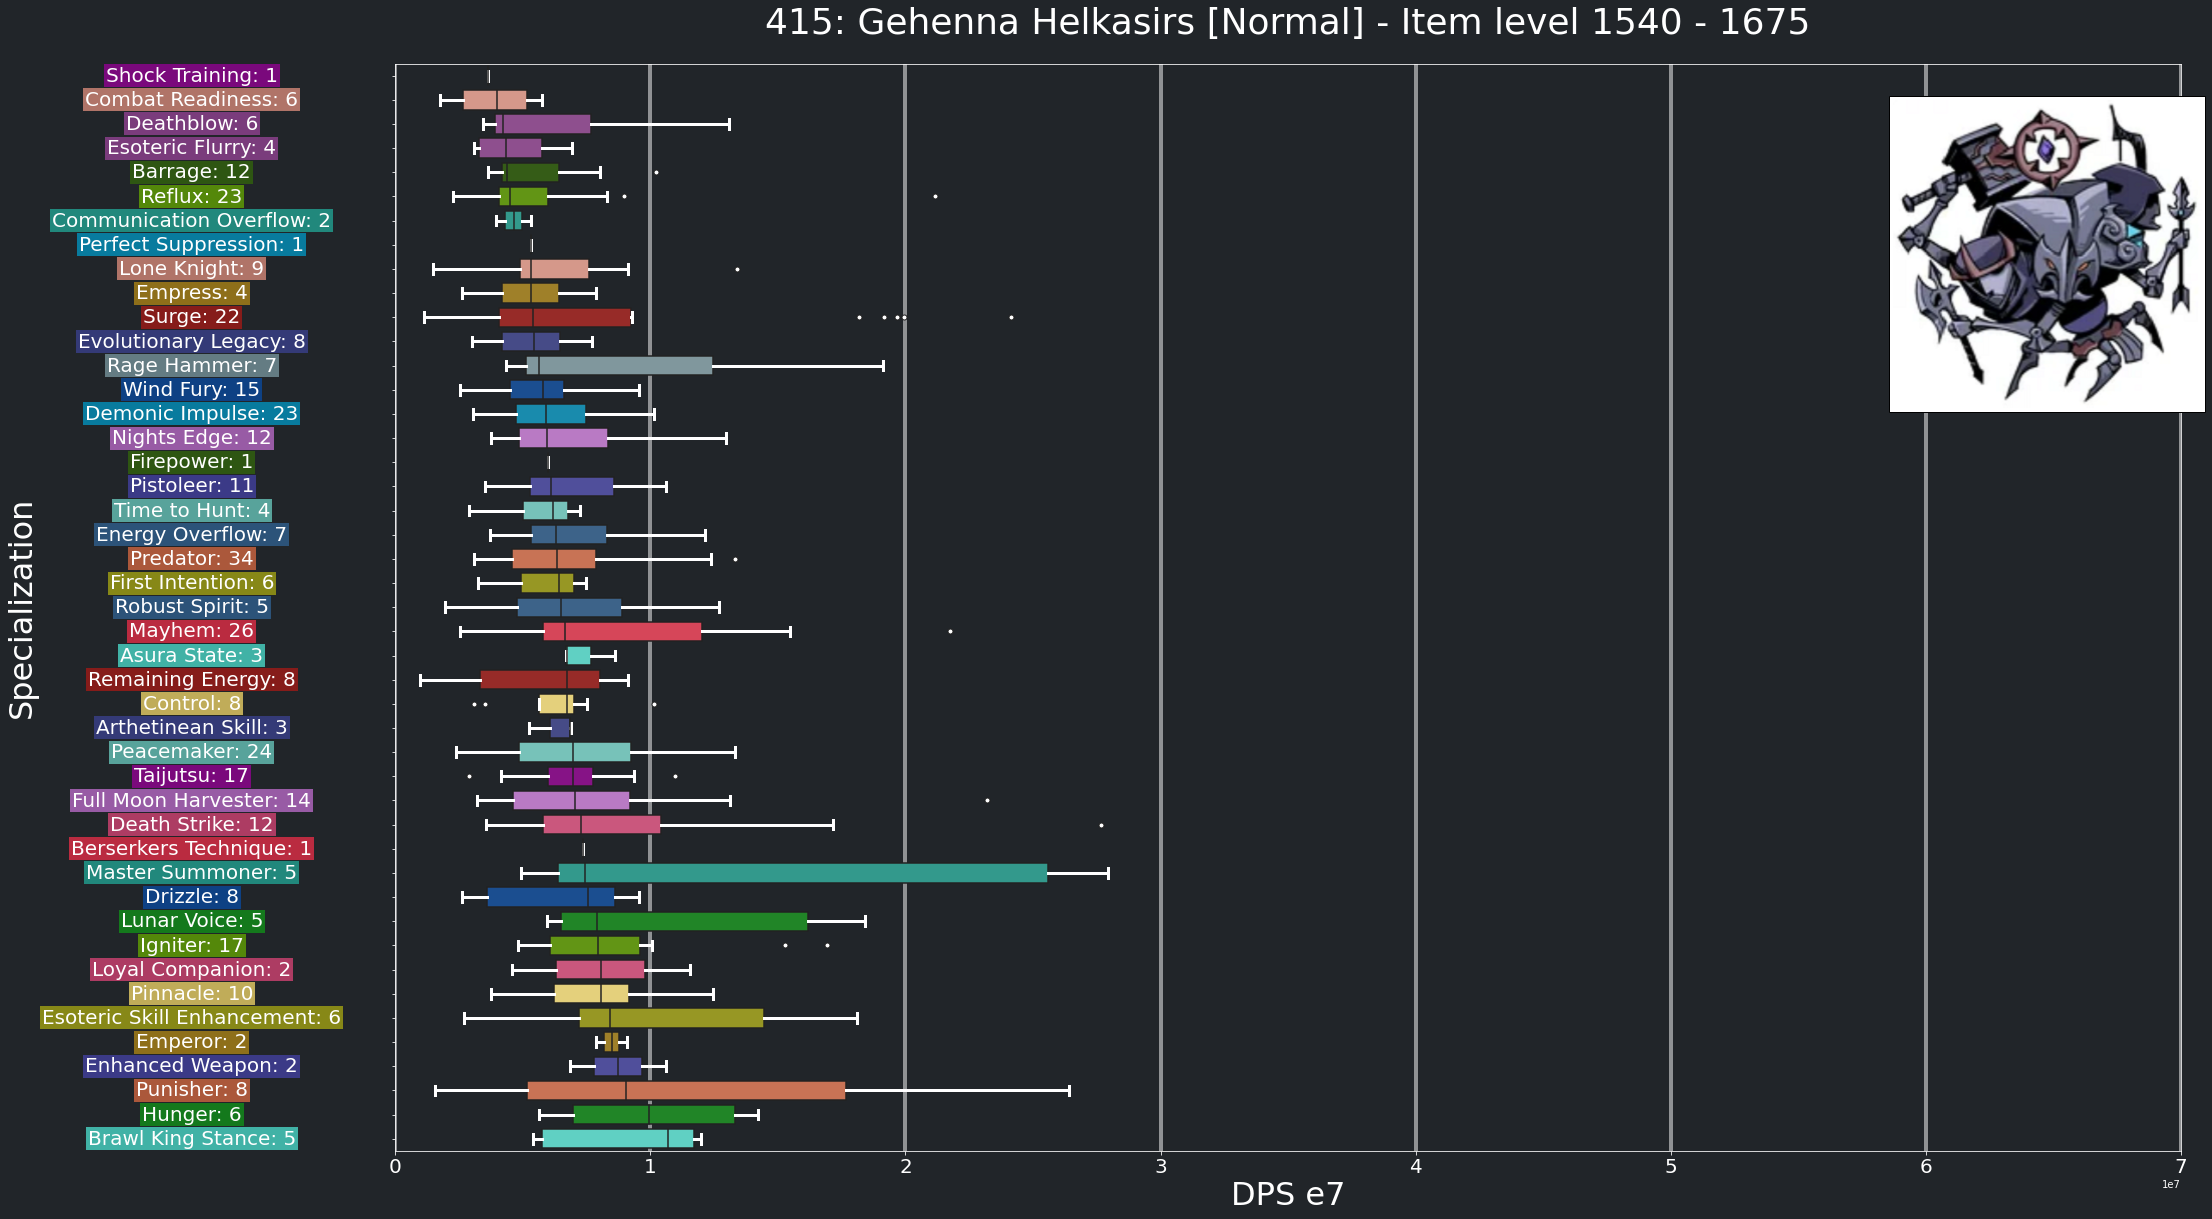 415: Gehenna Helkasirs [Normal] - Item level 1540 - 1675
Specialization
Shock Training: 1
Combat Readiness: 6
Deathblow: 6
Esoteric Flurry: 4
Barrage: 12
Reflux: 23
Communication Overflow: 2
Perfect Suppression: 1
Lone Knight: 9
Empress: 4
Surge: 22
Evolutionary Legacy: 8
Rage Hammer: 7
Wind Fury: 15
Demonic Impulse: 23
Nights Edge: 12
Firepower: 1
Pistoleer: 11
Time to Hunt: 4
Energy Overflow: 7
Predator: 34
First Intention: 6
Robust Spirit: 5
Mayhem: 26
Asura State: 3
Remaining Energy: 8
Control: 8
Arthetinean Skill: 3
Peacemaker: 24
Taijutsu: 17
Full Moon Harvester: 14
Death Strike: 12
Berserkers Technique: 1
Master Summoner: 5
Drizzle: 8
Lunar Voice: 5
Igniter: 17
Loyal Companion: 2
Pinnacle: 10
Esoteric Skill Enhancement: 6
Emperor: 2
Enhanced Weapon: 2
Punisher: 8
Hunger: 6
Brawl King Stance: 5
0 1 2 3 4 5 6 7
1e7
DPS e7